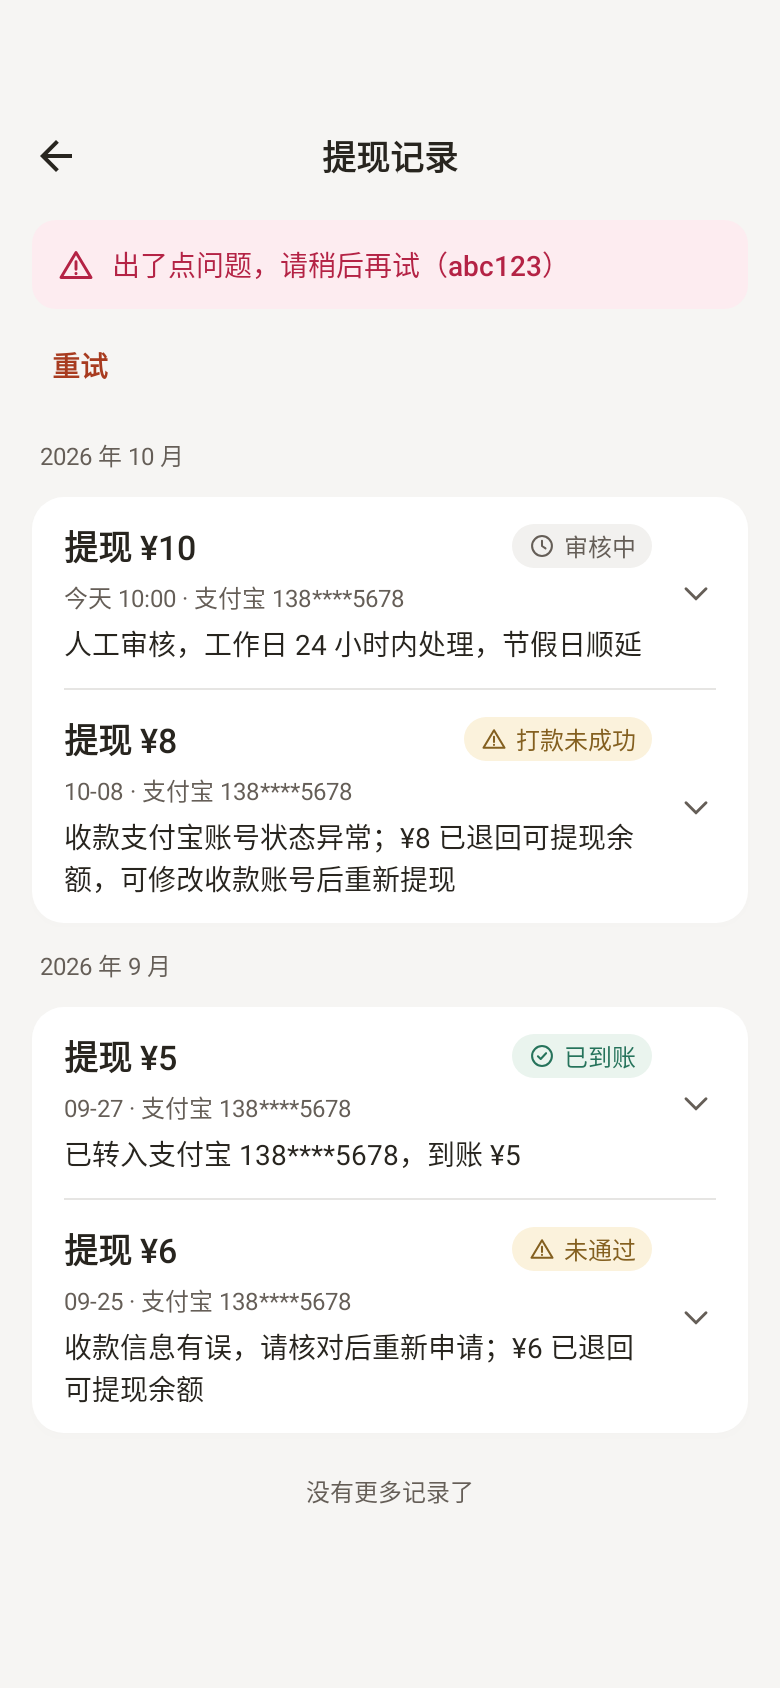 提现记录
出了点问题，请稍后再试（abc123）
重试
2026 年 10 月
提现 ¥10
审核中
今天 10:00 · 支付宝 138****5678
人工审核，工作日 24 小时内处理，节假日顺延
提现 ¥8
打款未成功
10-08 · 支付宝 138****5678
收款支付宝账号状态异常；¥8 已退回可提现余
额，可修改收款账号后重新提现
2026 年 9 月
提现 ¥5
已到账
09-27 · 支付宝 138****5678
已转入支付宝 138****5678，到账 ¥5
提现 ¥6
未通过
09-25 · 支付宝 138****5678
收款信息有误，请核对后重新申请；¥6 已退回
可提现余额
没有更多记录了